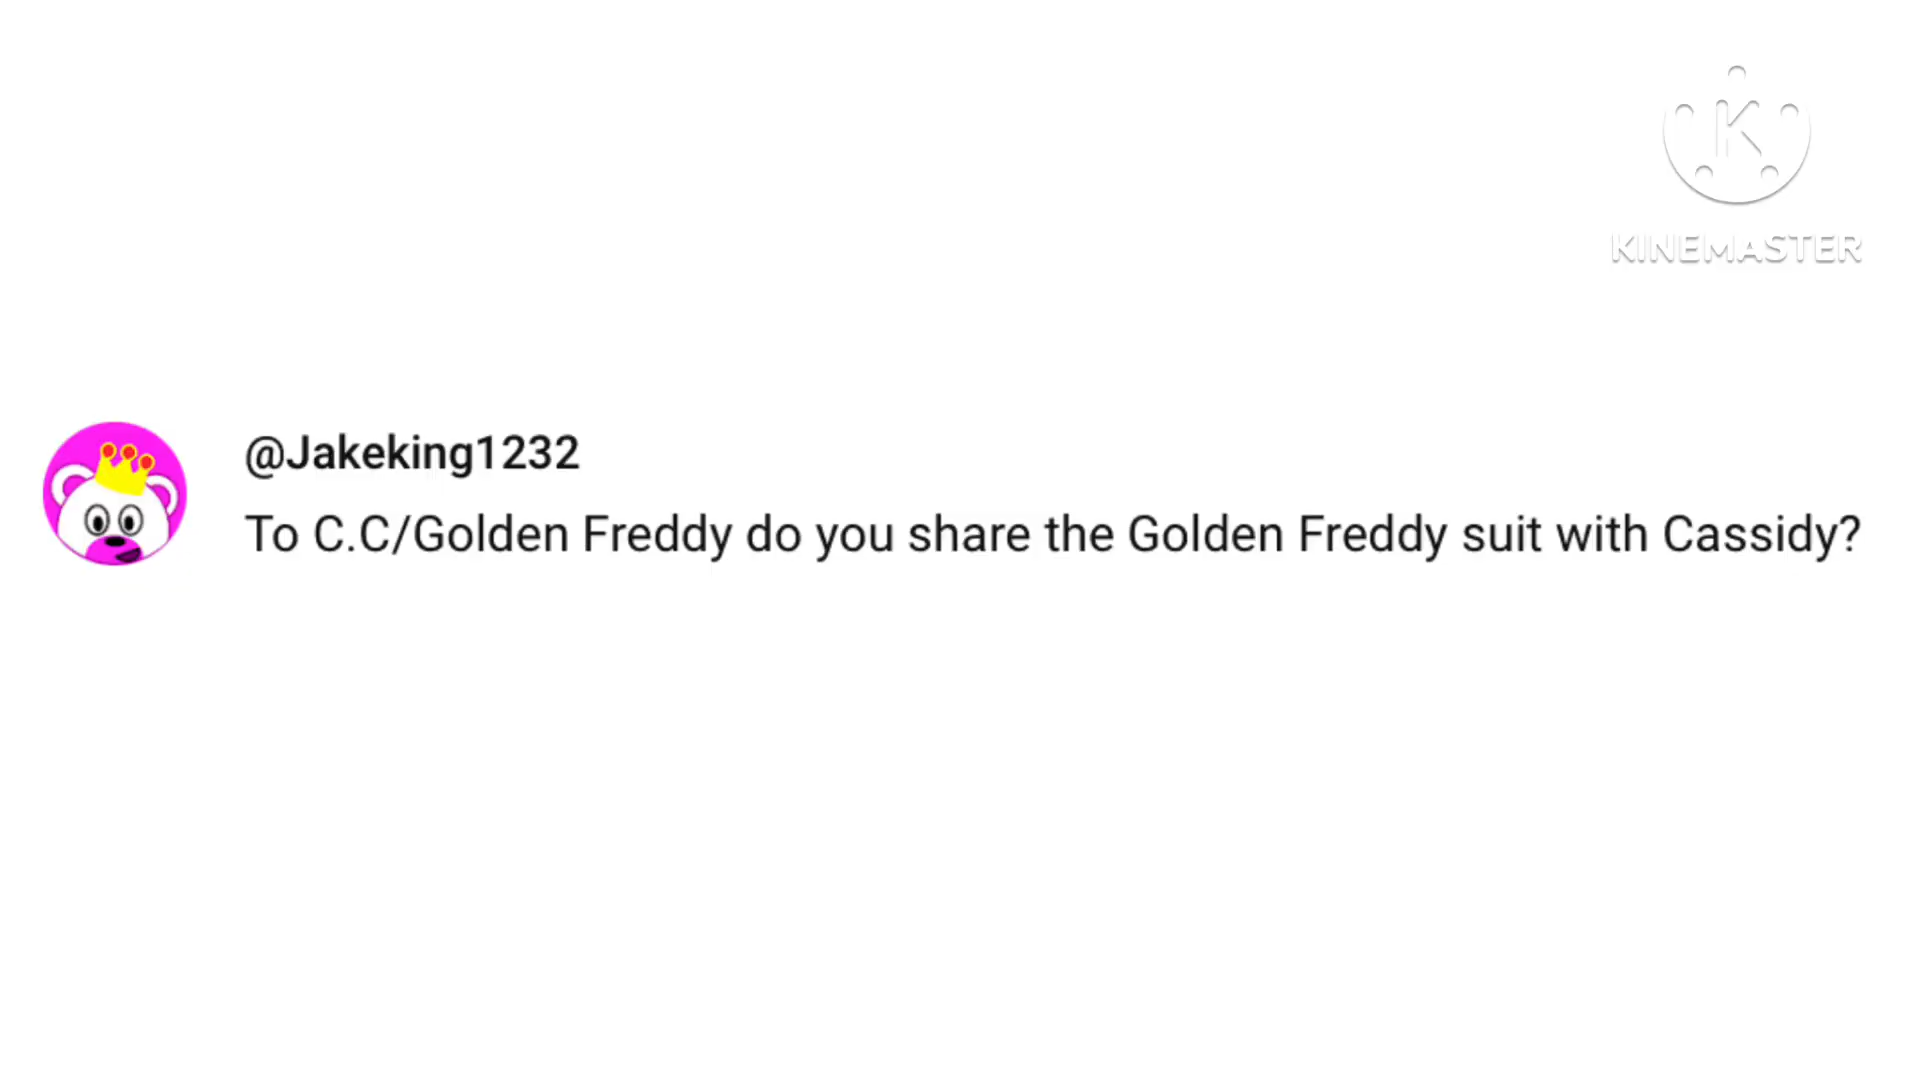 KINEMASTER
@Jakeking1232
To C.C/Golden Freddy do you share the Golden Freddy suit with Cassidy?